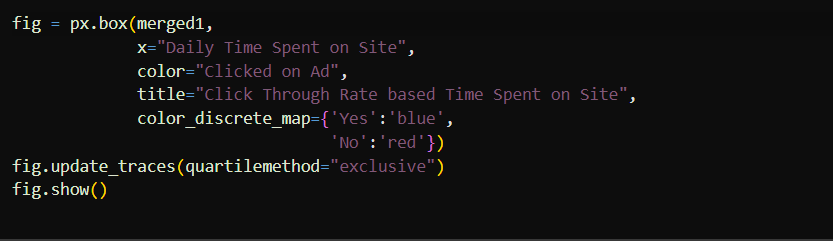 fig = px.box(merged1,
             x="Daily Time Spent on Site",
             color="Clicked on Ad",
             title="Click Through Rate based Time Spent on Site",
             color_discrete_map={'Yes':'blue',
                                 'No':'red'})
fig.update_traces(quartilemethod="exclusive")
fig.show()